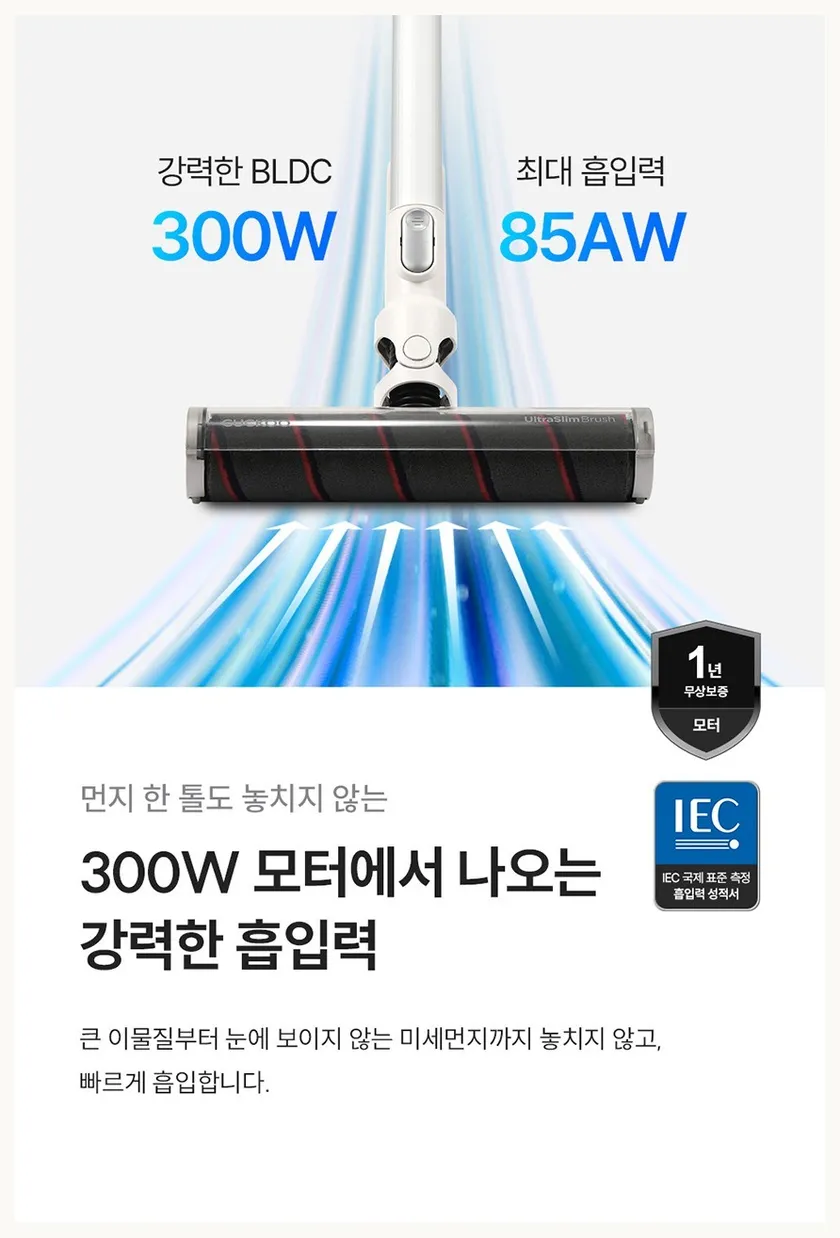 강력한 BLDC
300W
최대 흡입력
85AW
CUCKOO
UltraSlim Brush
1년
무상보증
모터
먼지 한 톨도 놓치지 않는
300W 모터에서 나오는
강력한 흡입력
IEC
IEC 국제 표준 측정
흡입력 성적서
큰 이물질부터 눈에 보이지 않는 미세먼지까지 놓치지 않고,
빠르게 흡입합니다.